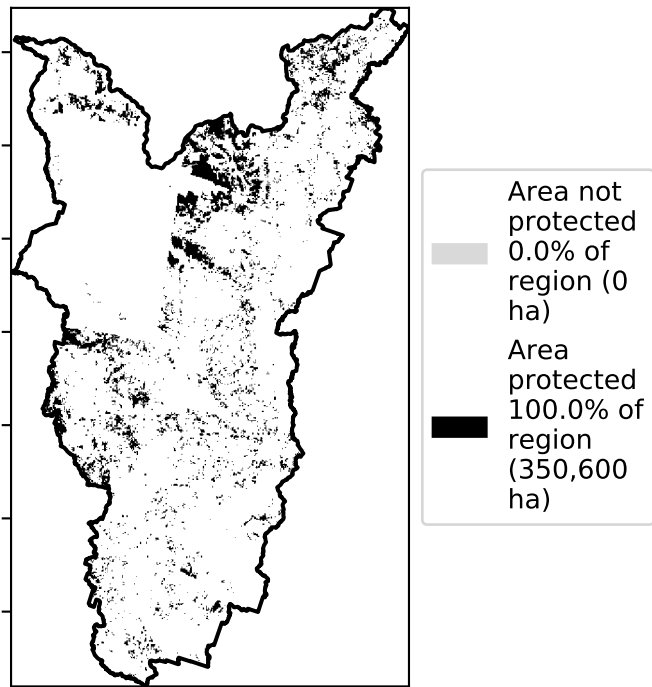 Area not
protected
0.0% of
region (0
ha)
Area
protected
100.0% of
region
(350,600
ha)